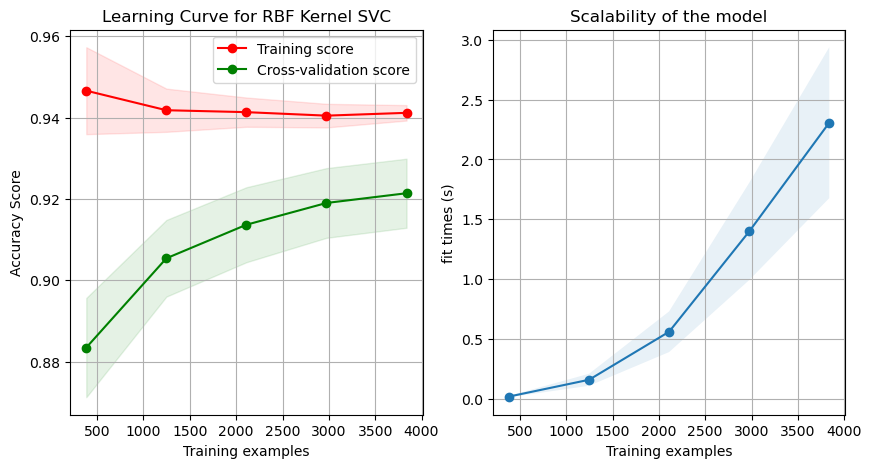 Learning Curve for RBF Kernel SVC
Training score
Cross-validation score
0.96
0.94
0.92
0.90
0.88
Accuracy Score
500 1000 1500 2000 2500 3000 3500 4000
Training examples
Scalability of the model
3.0
2.5
2.0
1.5
1.0
0.5
0.0
fit times (s)
500 1000 1500 2000 2500 3000 3500 4000
Training examples